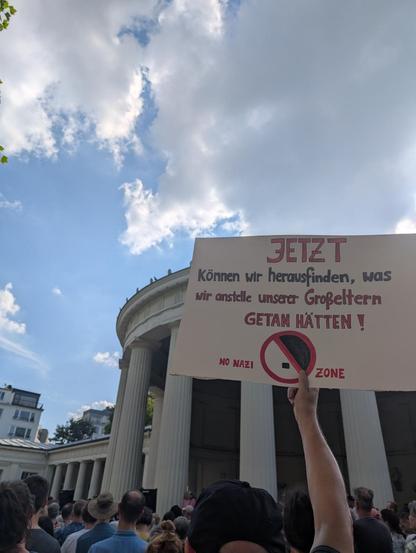 JETZT
Können wir herausfinden, was
wir anstelle unserer Großeltern
GETAN HÄTTEN !
NO NAZI ZONE